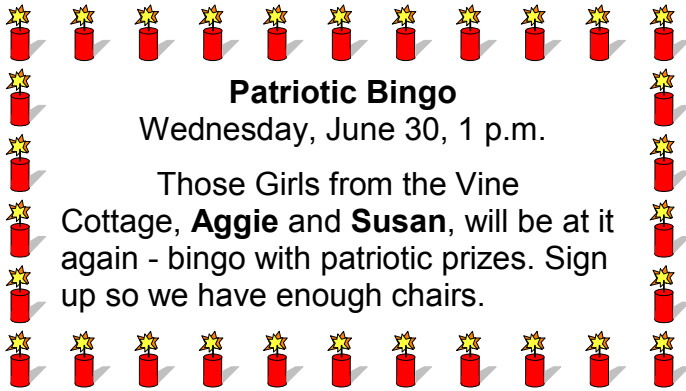 Patriotic Bingo
Wednesday, June 30, 1 p.m.
Those Girls from the Vine
Cottage, Aggie and Susan, will be at it
again - bingo with patriotic prizes. Sign
up so we have enough chairs.